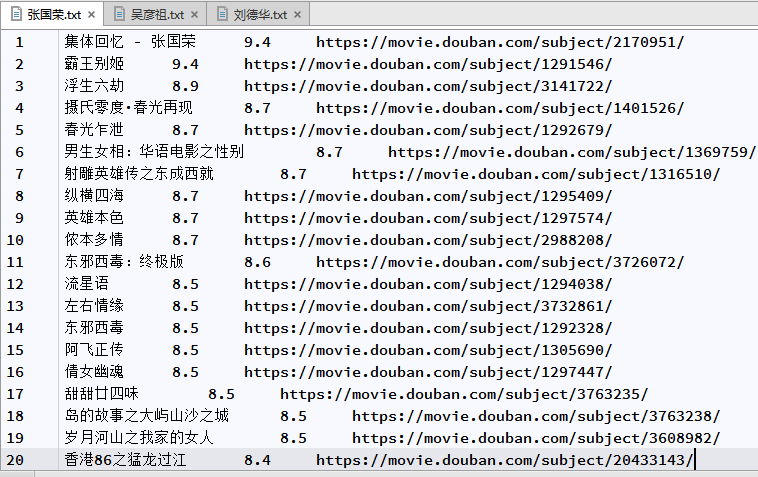 张国荣.txt × 吴彦祖.txt × 刘德华.txt ×
1 集体回忆 - 张国荣 9.4 https://movie.douban.com/subject/2170951/
2 霸王别姬 9.4 https://movie.douban.com/subject/1291546/
3 浮生六劫 8.9 https://movie.douban.com/subject/3141722/
4 摄氏零度·春光再现 8.7 https://movie.douban.com/subject/1401526/
5 春光乍泄 8.7 https://movie.douban.com/subject/1292679/
6 男生女相：华语电影之性别 8.7 https://movie.douban.com/subject/1369759/
7 射雕英雄传之东成西就 8.7 https://movie.douban.com/subject/1316510/
8 纵横四海 8.7 https://movie.douban.com/subject/1295409/
9 英雄本色 8.7 https://movie.douban.com/subject/1297574/
10 侬本多情 8.7 https://movie.douban.com/subject/2988208/
11 东邪西毒：终极版 8.6 https://movie.douban.com/subject/3726072/
12 流星语 8.5 https://movie.douban.com/subject/1294038/
13 左右情缘 8.5 https://movie.douban.com/subject/3732861/
14 东邪西毒 8.5 https://movie.douban.com/subject/1292328/
15 阿飞正传 8.5 https://movie.douban.com/subject/1305690/
16 倩女幽魂 8.5 https://movie.douban.com/subject/1297447/
17 甜甜廿四味 8.5 https://movie.douban.com/subject/3763235/
18 岛的故事之大屿山沙之城 8.5 https://movie.douban.com/subject/3763238/
19 岁月河山之我家的女人 8.5 https://movie.douban.com/subject/3608982/
20 香港86之猛龙过江 8.4 https://movie.douban.com/subject/20433143/